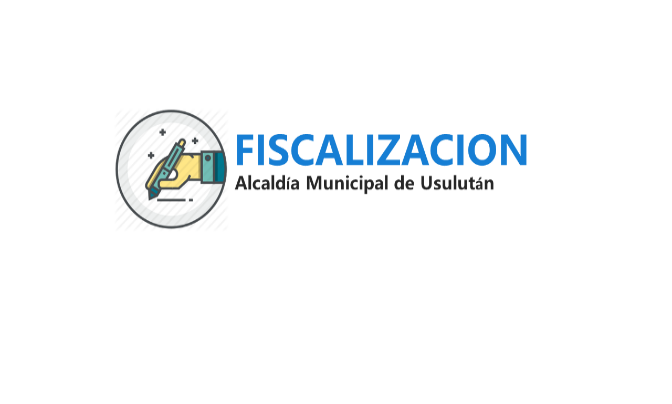 FISCALIZACION
Alcaldía Municipal de Usulután